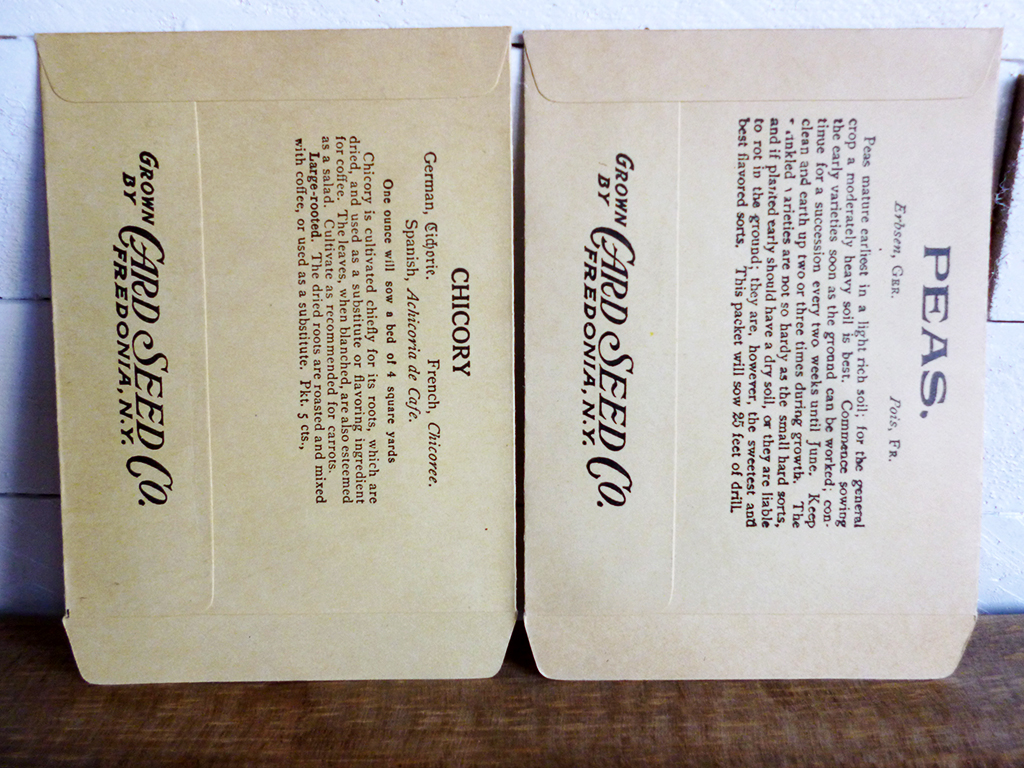 CHICORY
German, Cichorie. French, Chicoree.
Spanish, Achicoria de Café.
One ounce will sow a bed of 4 square yards
Chicory is cultivated chiefly for its roots, which are
dried, and used as a substitute or flavoring ingredient
for coffee. The leaves, when blanched, are also esteemed
as a salad. Cultivate as recommended for carrots.
Large-rooted. The dried roots are roasted and mixed
with coffee, or used as a substitute. Pkt. 5 cts.,
GROWN BY CARD SEED CO.
FREDONIA, N.Y.
PEAS.
Erbsen, GER. Pois, FR.
Peas mature earliest in a light rich soil; for the general
crop a moderately heavy soil is best. Commence sowing
the early varieties soon as the ground can be worked; con-
tinue for a succession every two weeks until June. Keep
clean and earth up two or three times during growth. The
wrinkled varieties are not so hardy as the small hard sorts,
and if planted early should have a dry soil, or they are liable
to rot in the ground; they are, however, the sweetest and
best flavored sorts. This packet will sow 25 feet of drill.
GROWN BY CARD SEED CO.
FREDONIA, N.Y.